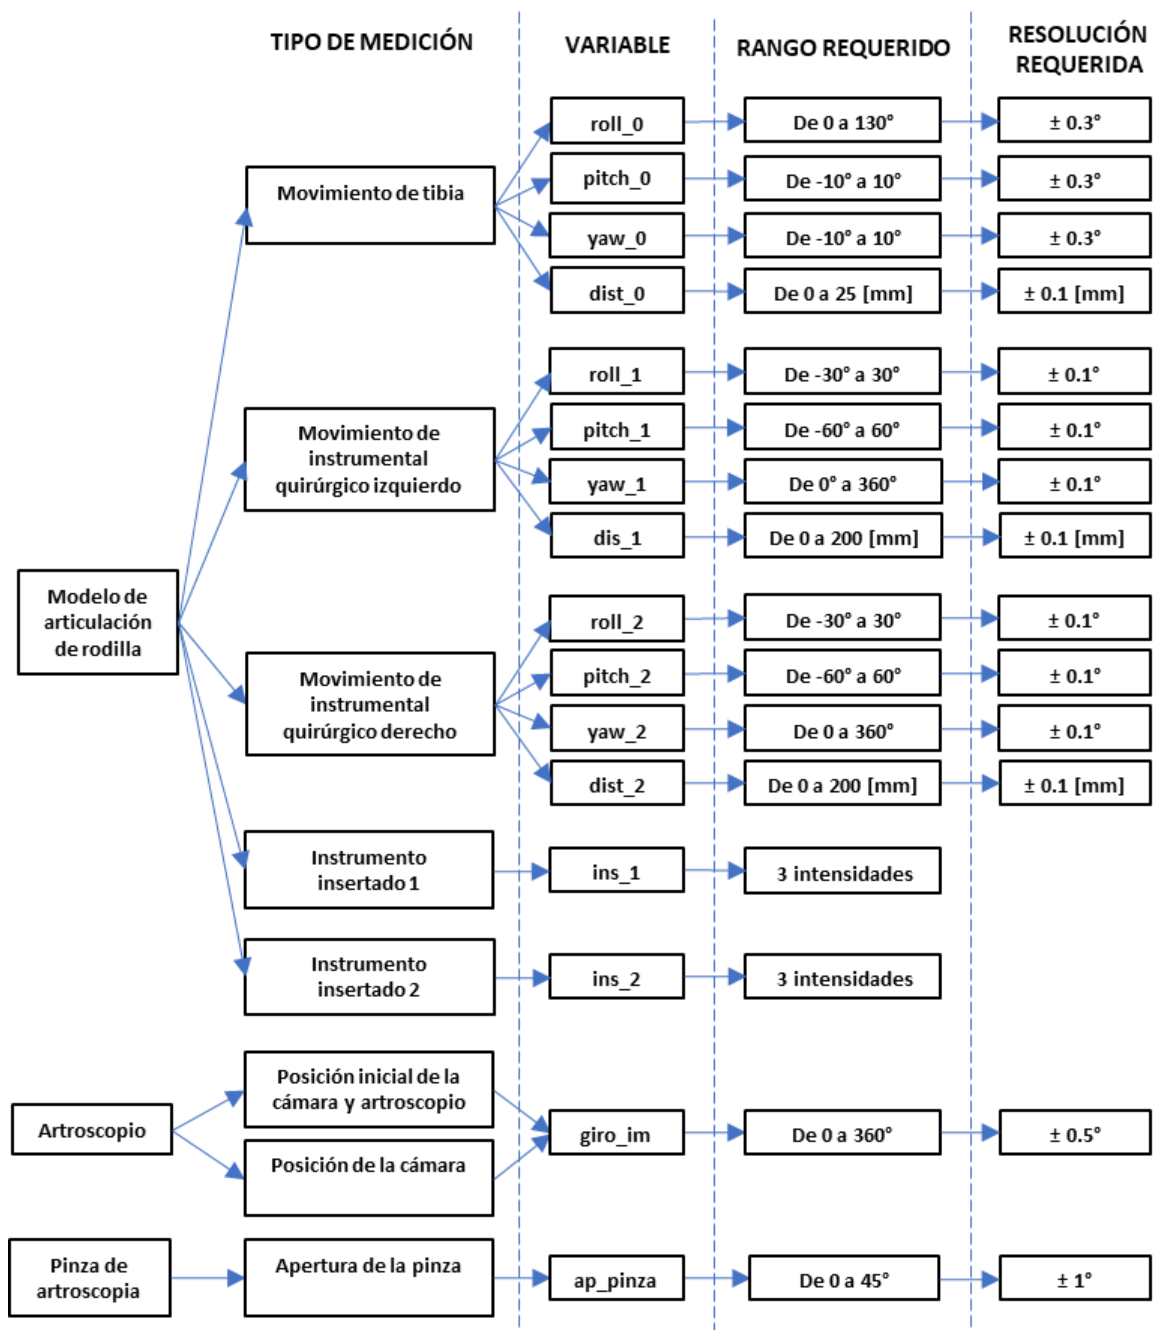 TIPO DE MEDICIÓN
VARIABLE
RANGO REQUERIDO
RESOLUCIÓN
REQUERIDA
Modelo de
articulación
de rodilla
Movimiento de tibia
roll_0
De 0 a 130°
± 0.3°
pitch_0
De -10° a 10°
± 0.3°
yaw_0
De -10° a 10°
± 0.3°
dist_0
De 0 a 25 [mm]
± 0.1 [mm]
Movimiento de
instrumental
quirúrgico izquierdo
roll_1
De -30° a 30°
± 0.1°
pitch_1
De -60° a 60°
± 0.1°
yaw_1
De 0° a 360°
± 0.1°
dis_1
De 0 a 200 [mm]
± 0.1 [mm]
Movimiento de
instrumental
quirúrgico derecho
roll_2
De -30° a 30°
± 0.1°
pitch_2
De -60° a 60°
± 0.1°
yaw_2
De 0 a 360°
± 0.1°
dist_2
De 0 a 200 [mm]
± 0.1 [mm]
Instrumento
insertado 1
ins_1
3 intensidades
Instrumento
insertado 2
ins_2
3 intensidades
Artroscopio
Posición inicial de la
cámara y artroscopio
Posición de la cámara
giro_im
De 0 a 360°
± 0.5°
Pinza de
artroscopia
Apertura de la pinza
ap_pinza
De 0 a 45°
± 1°